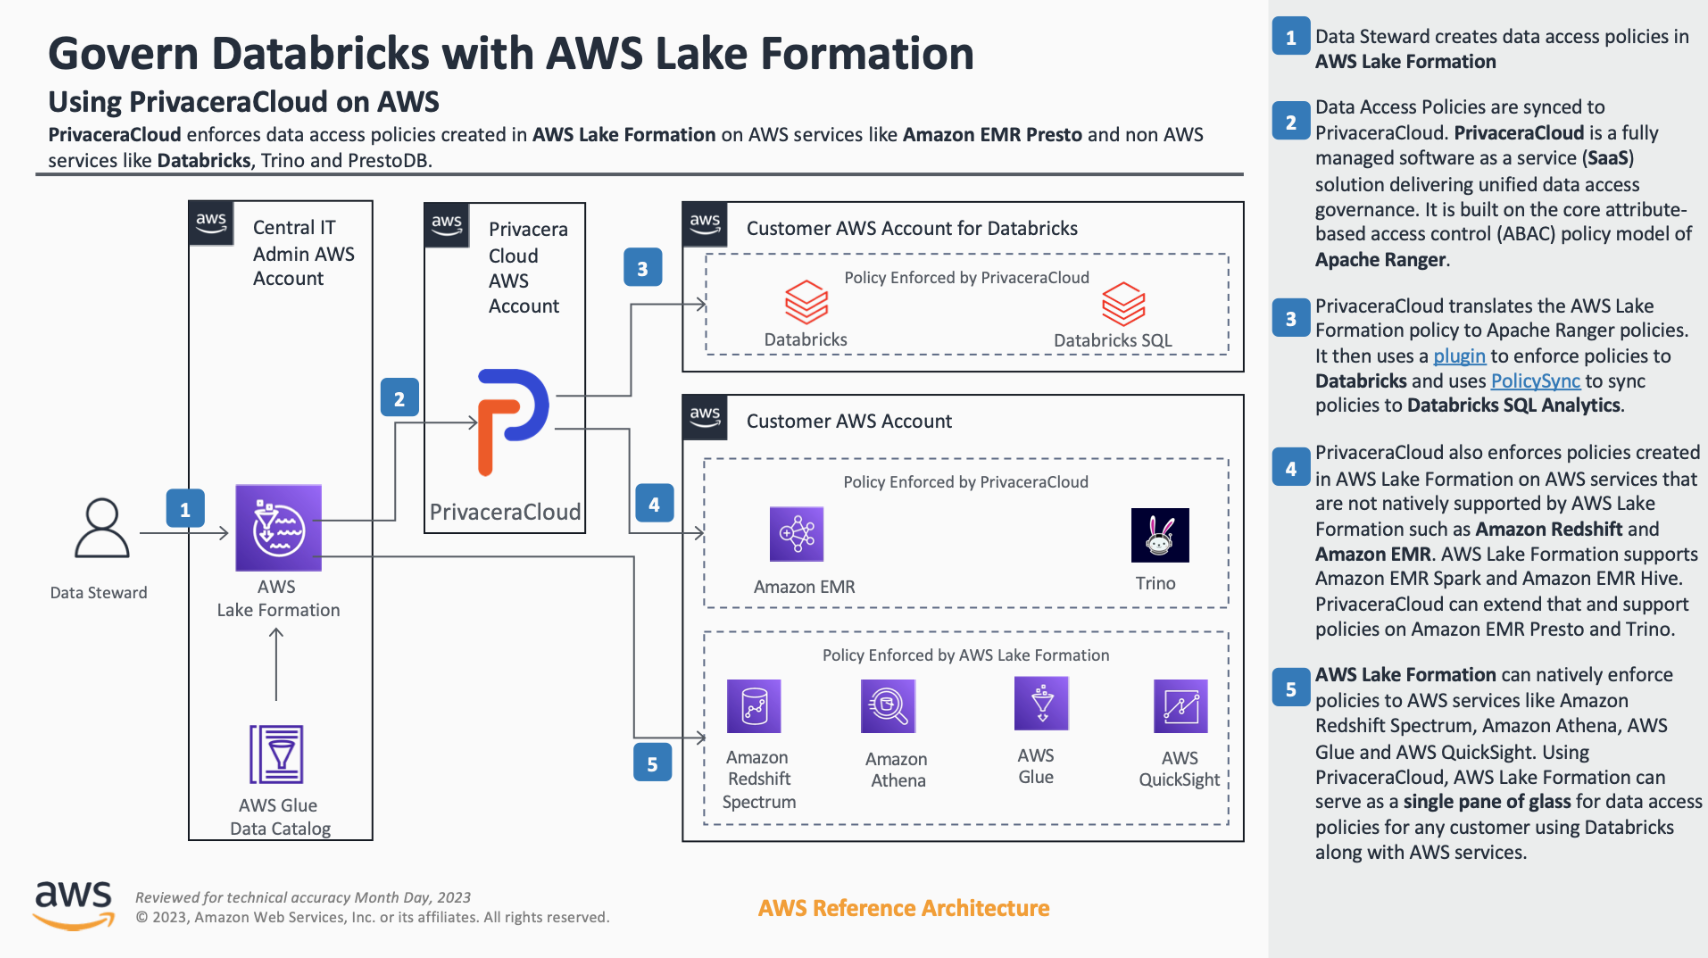 Govern Databricks with AWS Lake Formation
Using PrivaceraCloud on AWS
PrivaceraCloud enforces data access policies created in AWS Lake Formation on AWS services like Amazon EMR Presto and non AWS
services like Databricks, Trino and PrestoDB.
aws
Central IT
Admin AWS
Account
aws
Privacera
Cloud
AWS
Account
aws
Customer AWS Account for Databricks
3
Policy Enforced by PrivaceraCloud
Databricks
Databricks SQL
2
aws
Customer AWS Account
Policy Enforced by PrivaceraCloud
1
PrivaceraCloud
4
Amazon EMR
Trino
Data Steward
AWS
Lake Formation
Policy Enforced by AWS Lake Formation
5
Amazon
Redshift
Spectrum
Amazon
Athena
AWS
Glue
AWS
QuickSight
AWS Glue
Data Catalog
aws
Reviewed for technical accuracy Month Day, 2023
© 2023, Amazon Web Services, Inc. or its affiliates. All rights reserved.
AWS Reference Architecture
1
Data Steward creates data access policies in
AWS Lake Formation
2
Data Access Policies are synced to
PrivaceraCloud. PrivaceraCloud is a fully
managed software as a service (SaaS)
solution delivering unified data access
governance. It is built on the core attribute-
based access control (ABAC) policy model of
Apache Ranger.
3
PrivaceraCloud translates the AWS Lake
Formation policy to Apache Ranger policies.
It then uses a plugin to enforce policies to
Databricks and uses PolicySync to sync
policies to Databricks SQL Analytics.
4
PrivaceraCloud also enforces policies created
in AWS Lake Formation on AWS services that
are not natively supported by AWS Lake
Formation such as Amazon Redshift and
Amazon EMR. AWS Lake Formation supports
Amazon EMR Spark and Amazon EMR Hive.
PrivaceraCloud can extend that and support
policies on Amazon EMR Presto and Trino.
5
AWS Lake Formation can natively enforce
policies to AWS services like Amazon
Redshift Spectrum, Amazon Athena, AWS
Glue and AWS QuickSight. Using
PrivaceraCloud, AWS Lake Formation can
serve as a single pane of glass for data access
policies for any customer using Databricks
along with AWS services.